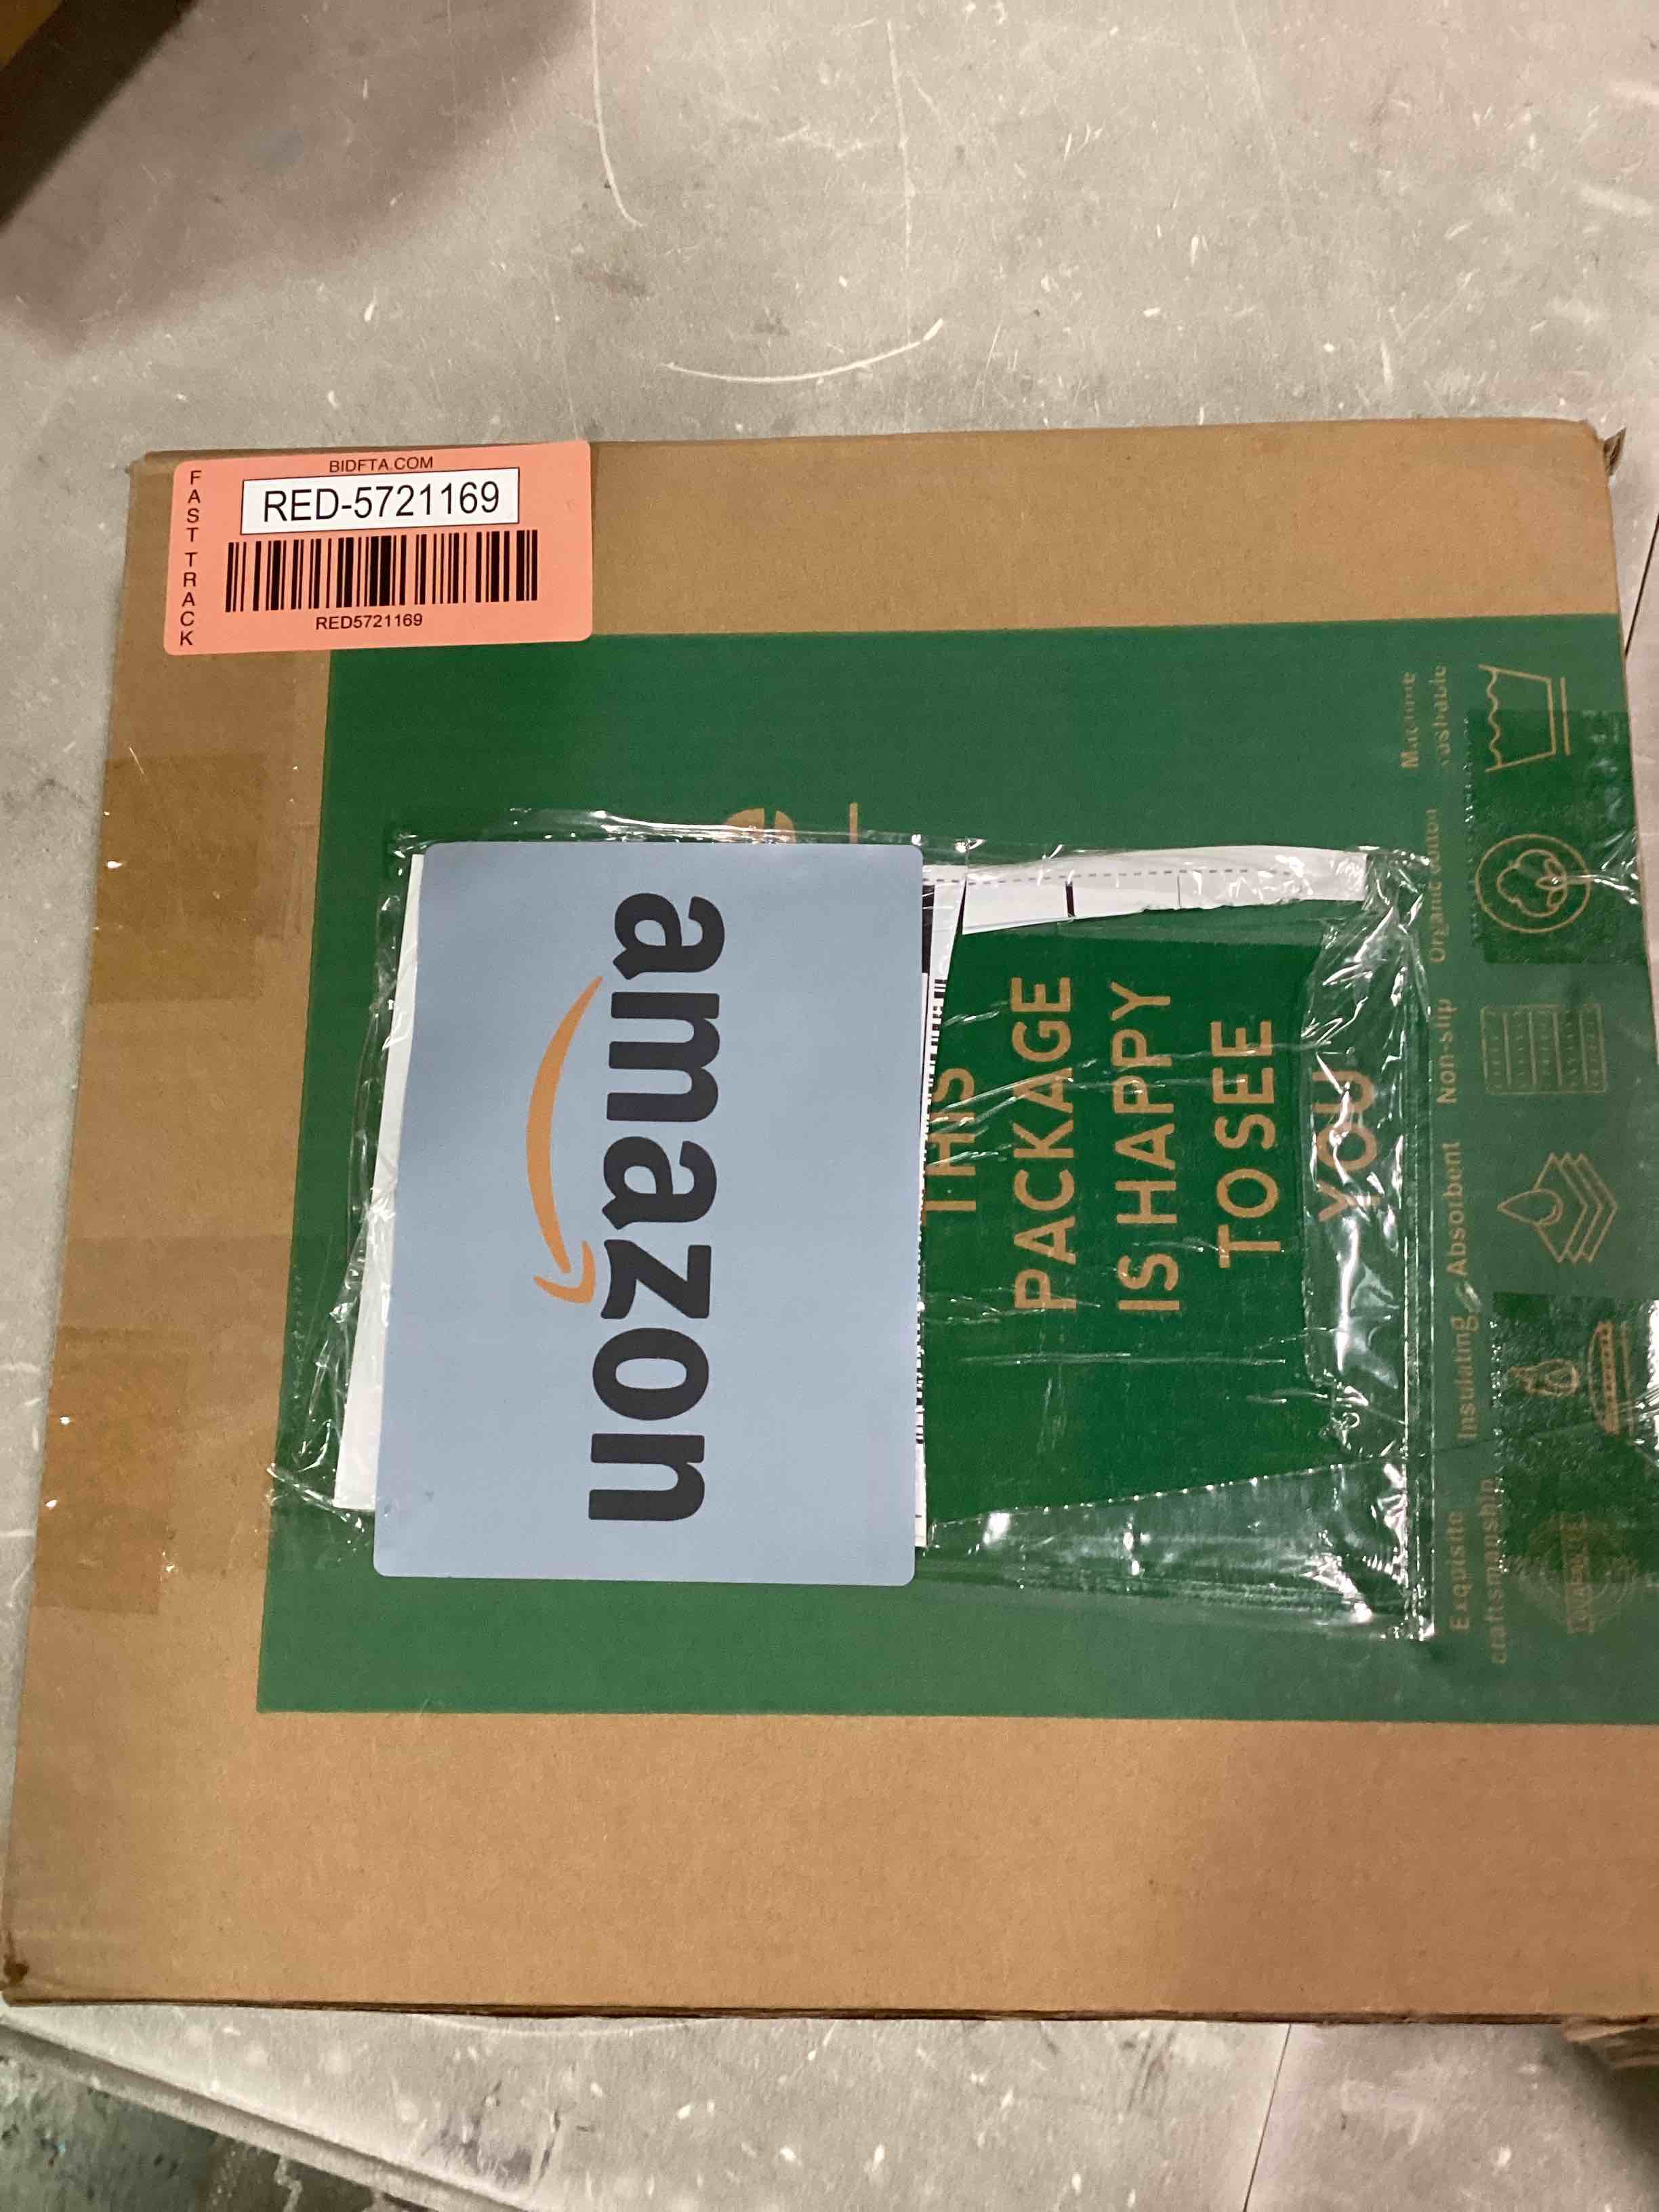 BIDFTA.COM
FAST TRACK
RED-5721169
RED5721169
amazon
THIS
PACKAGE
IS HAPPY
TO SEE
YOU
Exquisite
craftsmanship
Insulating
Absorbent
Non-slip
Organic cotton
Machine
washable